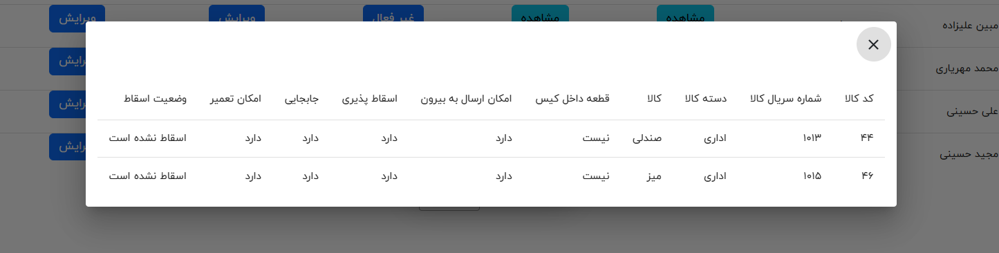 مبین علیزاده مشاهده مشاهده غیر فعال ویرایش ویرایش
محمد مهریاری
علی حسینی
مجید حسینی
کد کالا شماره سریال کالا دسته کالا کالا قطعه داخل کیس امکان ارسال به بیرون اسقاط پذیری جابجایی امکان تعمیر وضعیت اسقاط
۴۴ ۱۰۱۳ اداری صندلی نیست دارد دارد دارد دارد اسقاط نشده است
۴۶ ۱۰۱۵ اداری میز نیست دارد دارد دارد دارد اسقاط نشده است